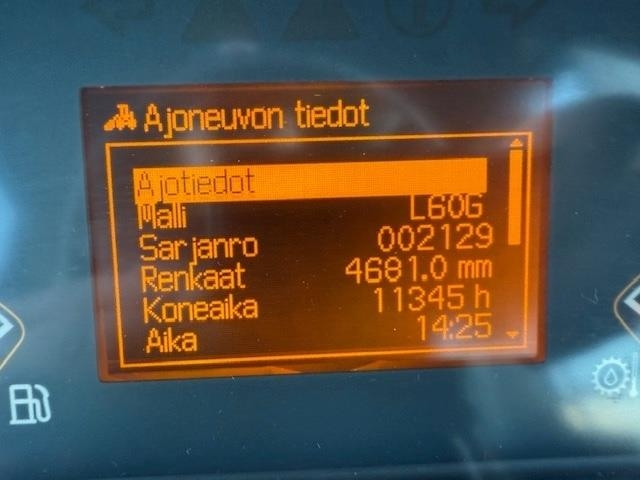 Ajoneuvon tiedot
Ajotiedot
Malli L60G
Sarjanro 002129
Renkaat 4681.0 mm
Koneaika 11345 h
Aika 14:25